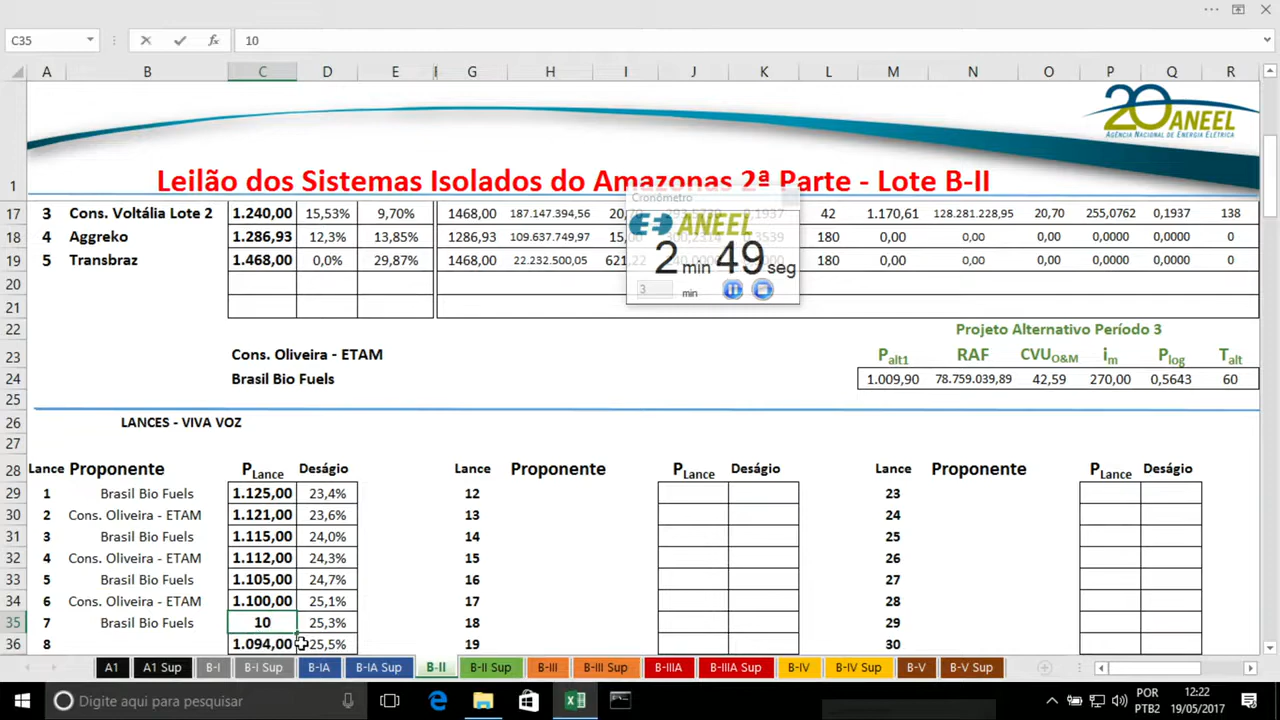 C35 10
A B C D E F G H I J K L M N O P Q R
20 ANEEL
AGÊNCIA NACIONAL DE ENERGIA ELÉTRICA
1 Leilão dos Sistemas Isolados do Amazonas 2ª Parte - Lote B-II
Cronômetro
ANEEL
2 min 49 seg
3 min
17 3 Cons. Voltália Lote 2 1.240,00 15,53% 9,70% 1468,00 187.147.394,56 42 1.170,61 128.281.228,95 20,70 255,0762 0,1937 138
18 4 Aggreko 1.286,93 12,3% 13,85% 1286,93 109.637.749,97 180 0,00 0,00 0,00 0,0000 0,0000 0
19 5 Transbraz 1.468,00 0,0% 29,87% 1468,00 22.232.500,05 180 0,00 0,00 0,00 0,0000 0,0000 0
20
21
22 Projeto Alternativo Período 3
23 Cons. Oliveira - ETAM Palt1 RAF CVUO&M im Plog Talt
24 Brasil Bio Fuels 1.009,90 78.759.039,89 42,59 270,00 0,5643 60
25
26 LANCES - VIVA VOZ
27
28 Lance Proponente PLance Deságio Lance Proponente PLance Deságio Lance Proponente PLance Deságio
29 1 Brasil Bio Fuels 1.125,00 23,4% 12 23
30 2 Cons. Oliveira - ETAM 1.121,00 23,6% 13 24
31 3 Brasil Bio Fuels 1.115,00 24,0% 14 25
32 4 Cons. Oliveira - ETAM 1.112,00 24,3% 15 26
33 5 Brasil Bio Fuels 1.105,00 24,7% 16 27
34 6 Cons. Oliveira - ETAM 1.100,00 25,1% 17 28
35 7 Brasil Bio Fuels 10 25,3% 18 29
36 8 1.094,00 25,5% 19 30
A1 A1 Sup B-I B-I Sup B-IA B-IA Sup B-II B-II Sup B-III B-III Sup B-IIIA B-IIIA Sup B-IV B-IV Sup B-V B-V Sup
Digite aqui para pesquisar POR 12:22
PTB2 19/05/2017